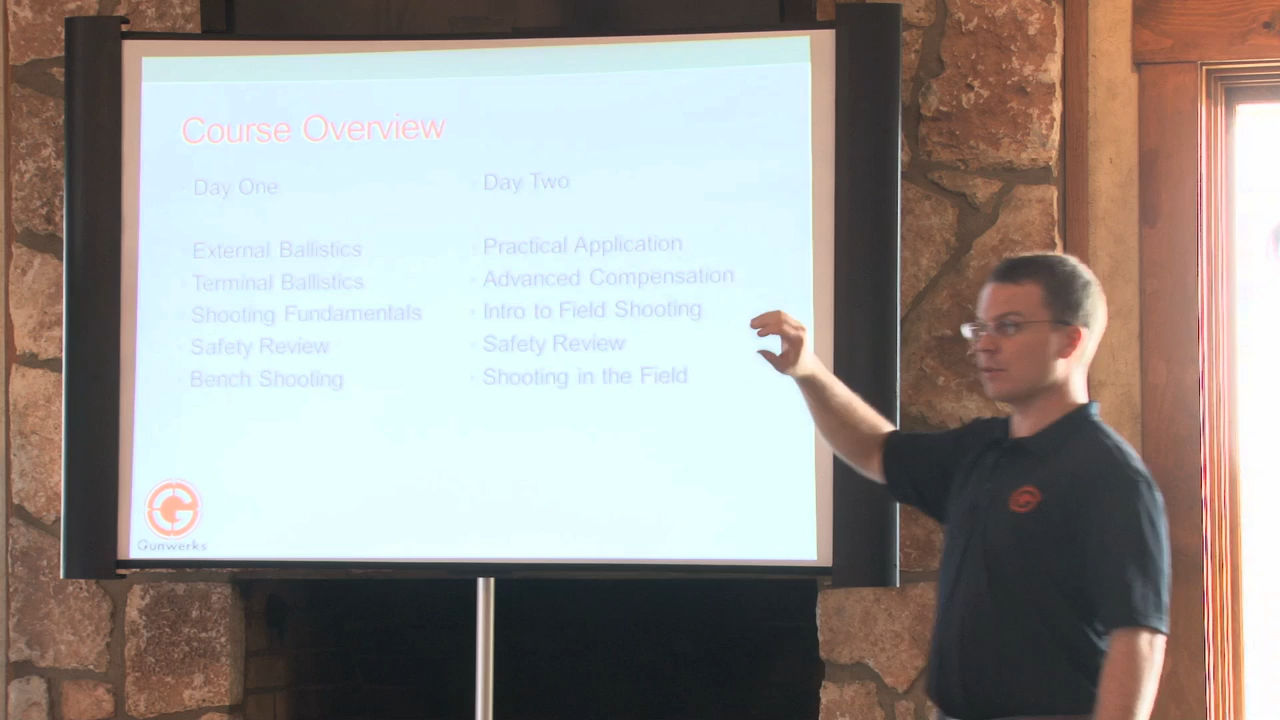 Course Overview
Day One
External Ballistics
Terminal Ballistics
Shooting Fundamentals
Safety Review
Bench Shooting
Day Two
Practical Application
Advanced Compensation
Intro to Field Shooting
Safety Review
Shooting in the Field
Gunwerks